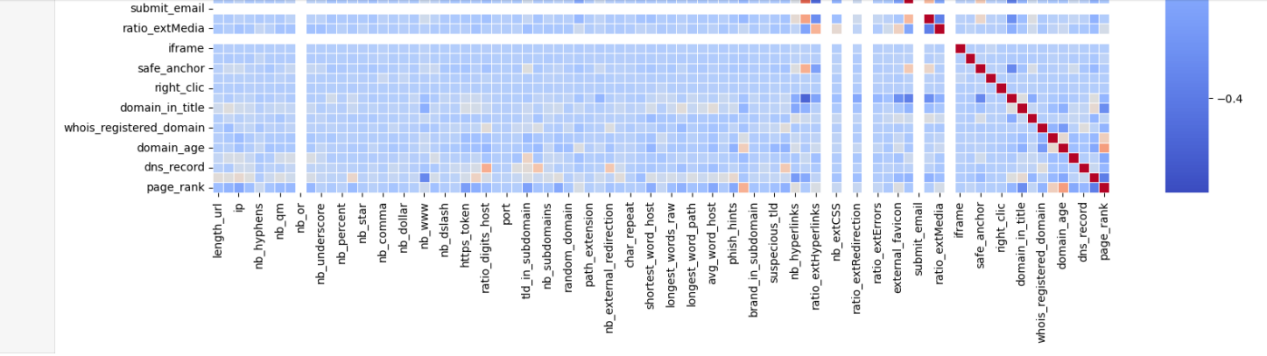 submit_email
ratio_extMedia
iframe
safe_anchor
right_clic
domain_in_title
whois_registered_domain
domain_age
dns_record
page_rank
−0.4
length_url
ip
nb_hyphens
nb_qm
nb_or
nb_underscore
nb_percent
nb_star
nb_comma
nb_dollar
nb_www
nb_dslash
https_token
ratio_digits_host
port
tld_in_subdomain
nb_subdomains
random_domain
path_extension
nb_external_redirection
char_repeat
shortest_word_host
longest_words_raw
longest_word_path
avg_word_host
phish_hints
brand_in_subdomain
suspecious_tld
nb_hyperlinks
ratio_extHyperlinks
nb_extCSS
ratio_extRedirection
ratio_extErrors
external_favicon
submit_email
ratio_extMedia
iframe
safe_anchor
right_clic
domain_in_title
whois_registered_domain
domain_age
dns_record
page_rank